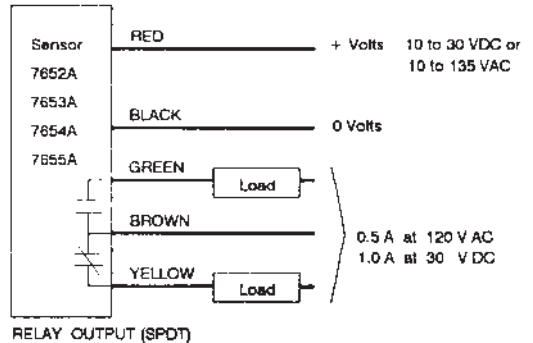 Sensor
7652A
7653A
7654A
7655A
RED
+ Volts 10 to 30 VDC or
10 to 135 VAC
BLACK
0 Volts
GREEN
Load
BROWN
0.5 A at 120 V AC
1.0 A at 30 V DC
YELLOW
Load
RELAY OUTPUT (SPDT)